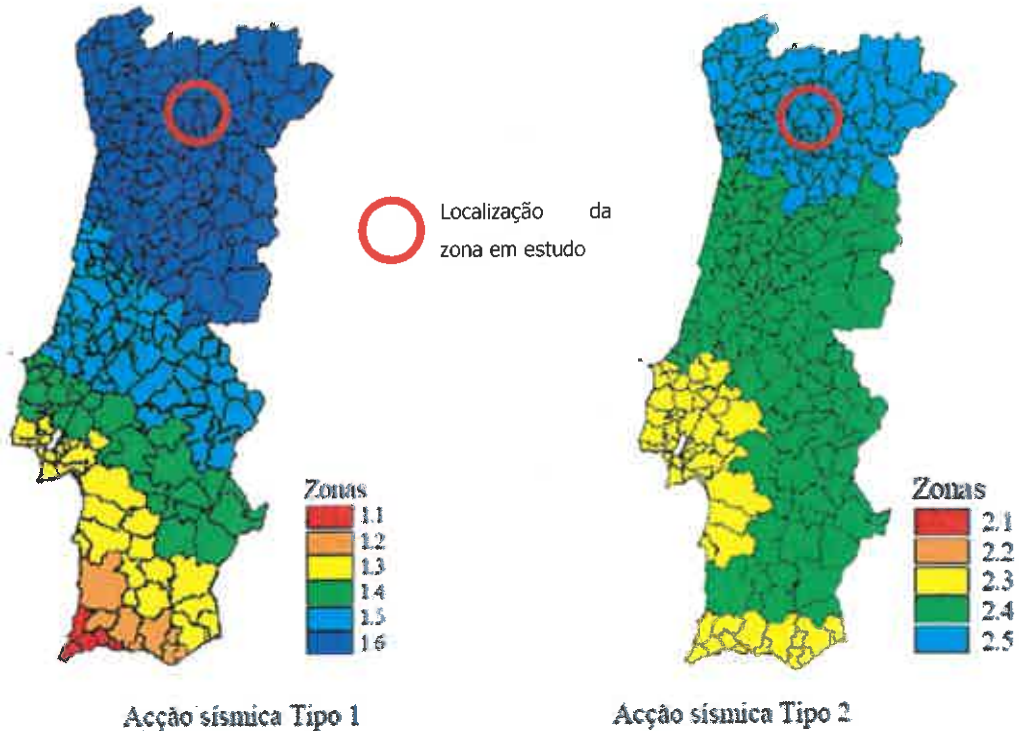 Localização da
zona em estudo
Zonas
1.1
1.2
1.3
1.4
1.5
1.6
Acção sísmica Tipo 1
Zonas
2.1
2.2
2.3
2.4
2.5
Acção sísmica Tipo 2